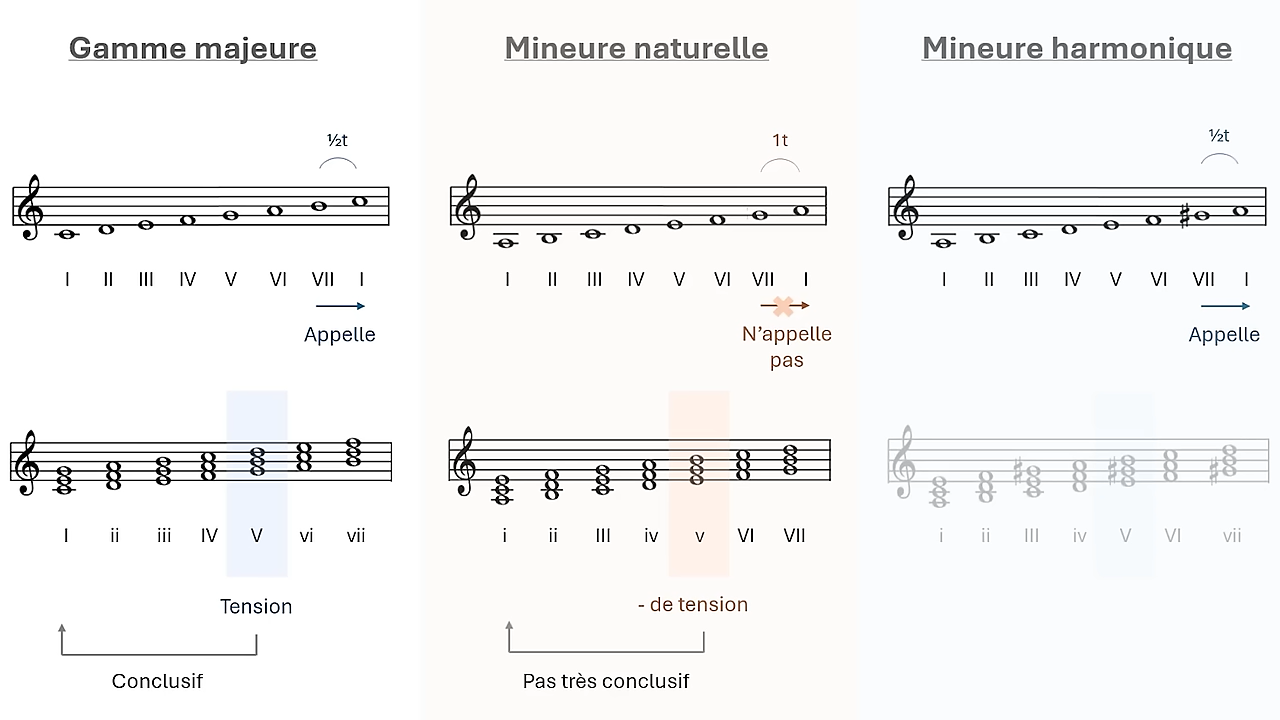 Gamme majeure
½t
I II III IV V VI VII I
Appelle
I ii iii IV V vi vii
Tension
Conclusif
Mineure naturelle
1t
I II III IV V VI VII I
N’appelle
pas
i ii III iv v VI VII
- de tension
Pas très conclusif
Mineure harmonique
½t
I II III IV V VI VII I
Appelle
i ii III iv V VI vii